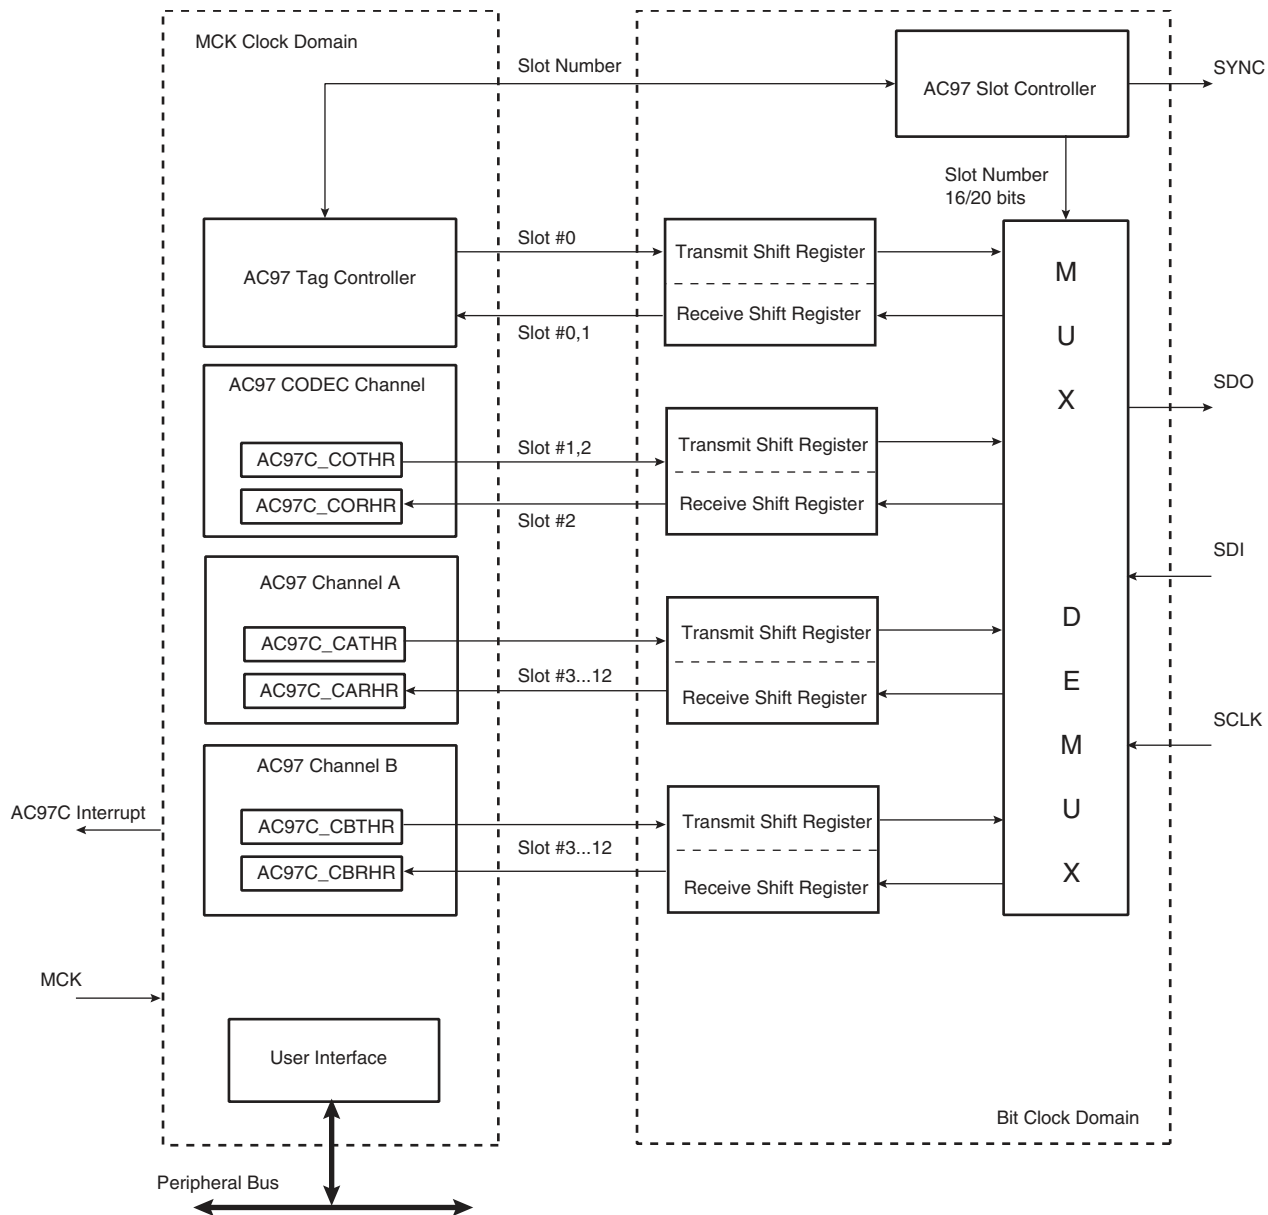 MCK Clock Domain
Slot Number
AC97 Slot Controller
SYNC
Slot Number
16/20 bits
AC97 Tag Controller
Slot #0
Slot #0,1
Transmit Shift Register
Receive Shift Register
M
U
X
D
E
M
U
X
AC97 CODEC Channel
AC97C_COTHR
AC97C_CORHR
Slot #1,2
Slot #2
Transmit Shift Register
Receive Shift Register
SDO
SDI
AC97 Channel A
AC97C_CATHR
AC97C_CARHR
Slot #3...12
Transmit Shift Register
Receive Shift Register
SCLK
AC97 Channel B
AC97C_CBTHR
AC97C_CBRHR
Slot #3...12
Transmit Shift Register
Receive Shift Register
AC97C Interrupt
MCK
User Interface
Bit Clock Domain
Peripheral Bus